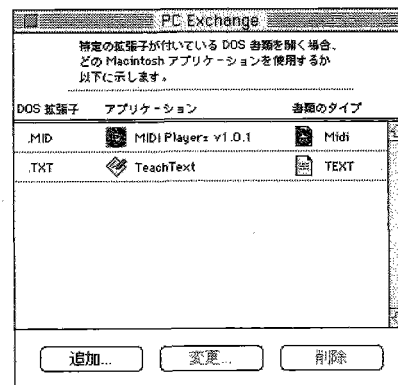 PC Exchange
特定の拡張子が付いている DOS 書類を開く場合、
どの Macintosh アプリケーションを使用するか
以下に示します。
DOS 拡張子 アプリケーション 書類のタイプ
.MID MIDI Player: v1.0.1 Midi
.TXT TeachText TEXT
追加... 変更... 削除